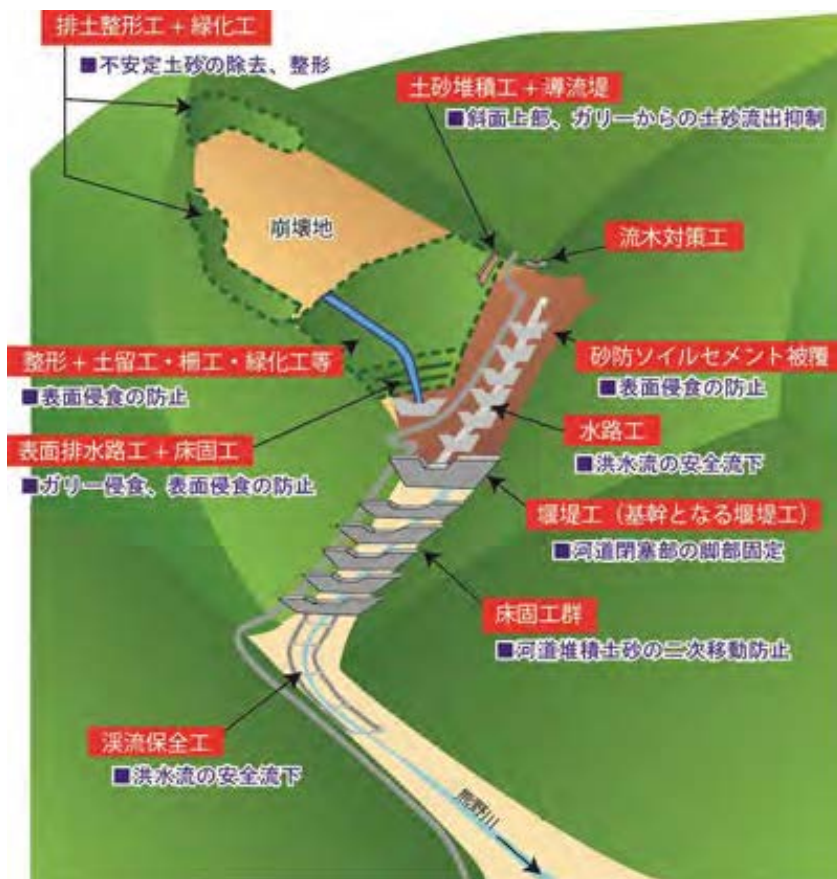 排土整形工 + 緑化工
■不安定土砂の除去、整形
土砂堆積工 + 導流堤
■斜面上部、ガリーからの土砂流出抑制
崩壊地
流木対策工
整形 + 土留工・柵工・緑化工等
■表面侵食の防止
砂防ソイルセメント被覆
■表面侵食の防止
表面排水路工 + 床固工
■ガリー侵食、表面侵食の防止
水路工
■洪水流の安全流下
堰堤工（基幹となる堰堤工）
■河道閉塞部の脚部固定
床固工群
■河道堆積土砂の二次移動防止
渓流保全工
■洪水流の安全流下
熊野川